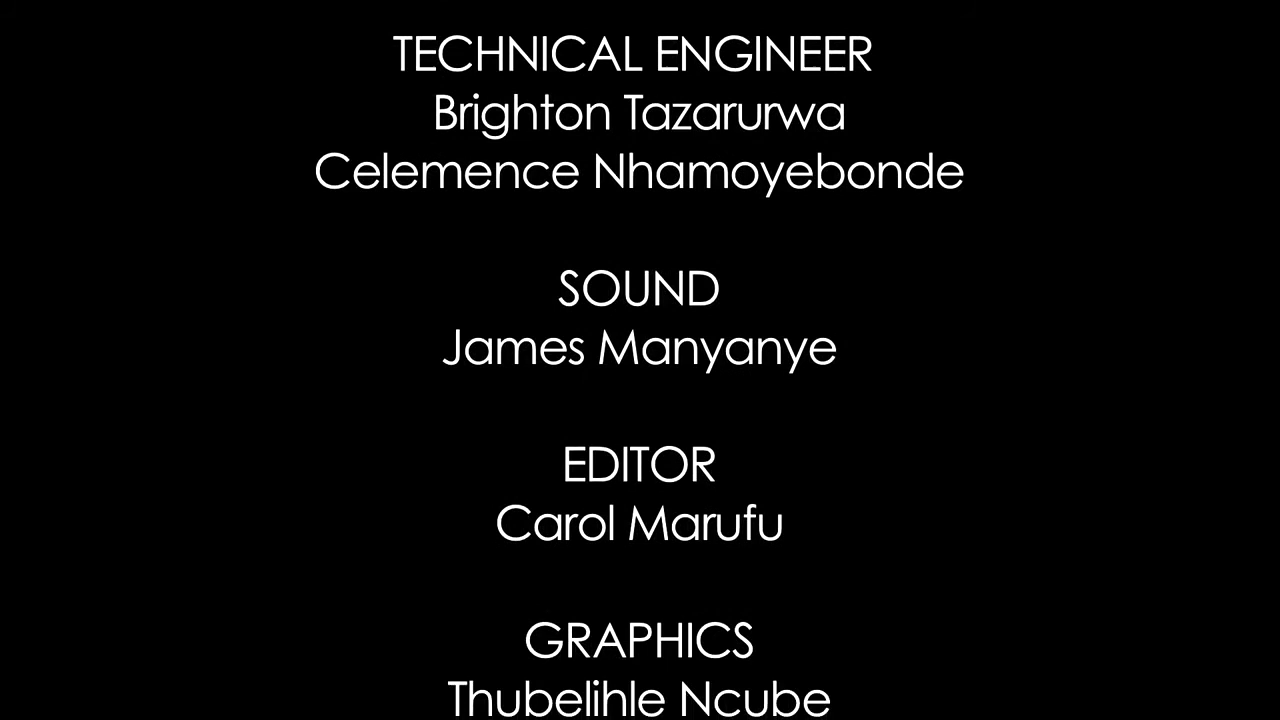 TECHNICAL ENGINEER
Brighton Tazarurwa
Celemence Nhamoyebonde
SOUND
James Manyanye
EDITOR
Carol Marufu
GRAPHICS
Thubelihle Ncube